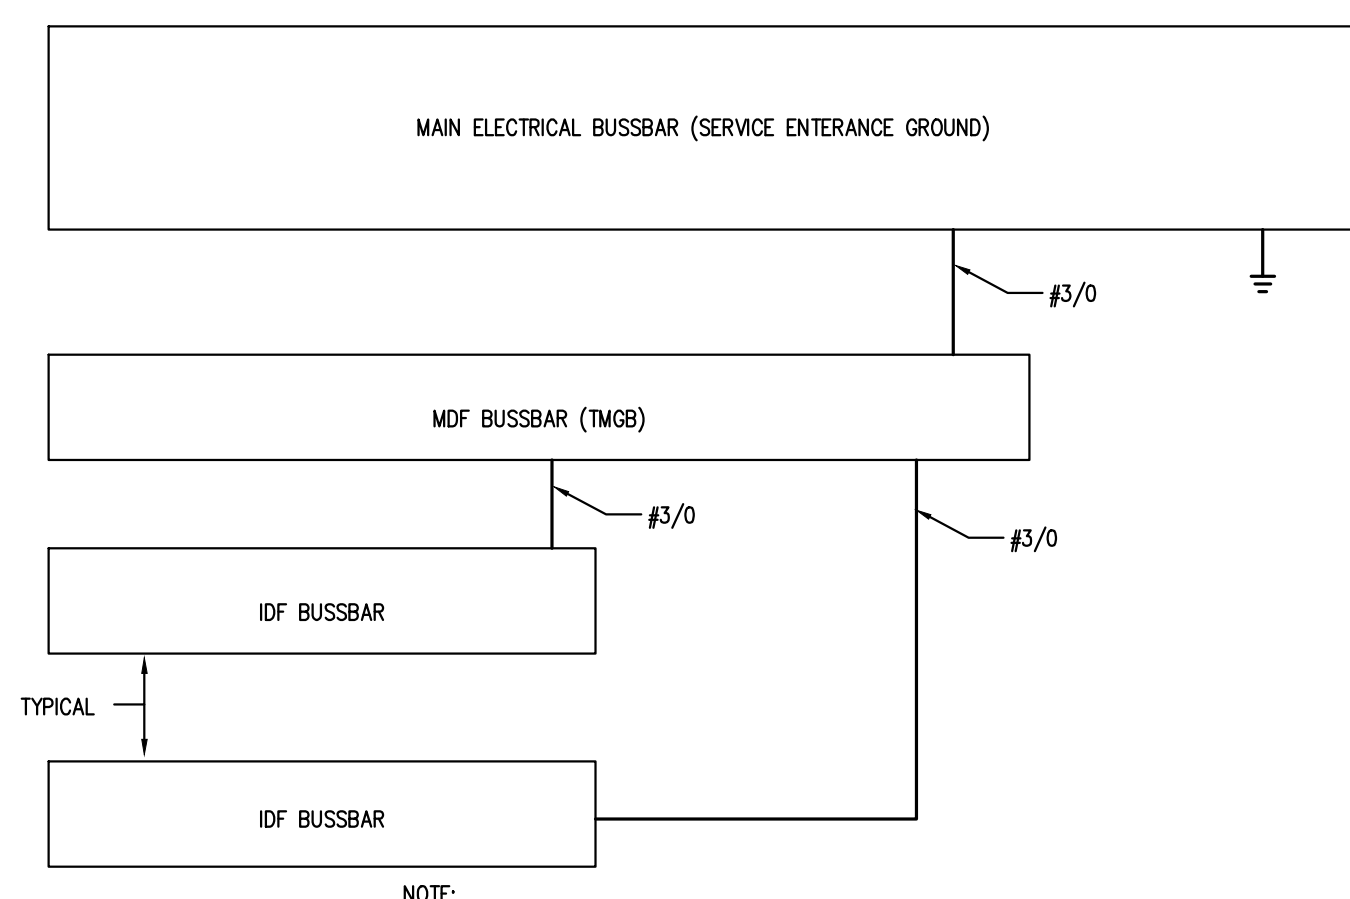 MAIN ELECTRICAL BUSSBAR (SERVICE ENTERANCE GROUND)
#3/0
MDF BUSSBAR (TMGB)
#3/0
#3/0
IDF BUSSBAR
TYPICAL
IDF BUSSBAR
NOTE: